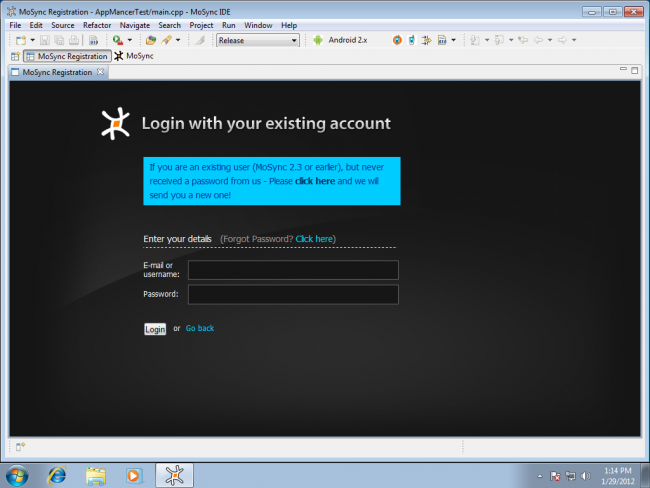 MoSync Registration - AppMancerTest/main.cpp - MoSync IDE
File Edit Source Refactor Navigate Search Project Run Window Help
Release Android 2.x
MoSync Registration MoSync
MoSync Registration
Login with your existing account
If you are an existing user (MoSync 2.3 or earlier), but never
received a password from us - Please click here and we will
send you a new one!
Enter your details (Forgot Password? Click here)
E-mail or
username:
Password:
Login or Go back
1:14 PM
1/29/2012